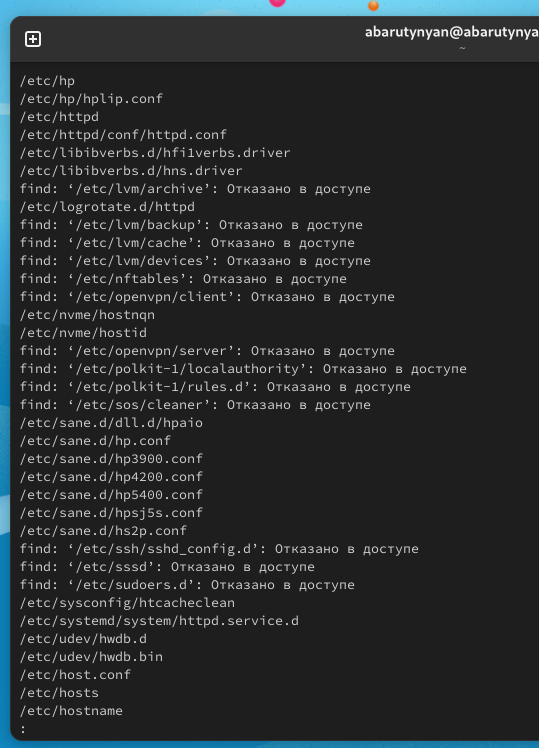 abarutynyan@abarutynya
~
/etc/hp
/etc/hp/hplip.conf
/etc/httpd
/etc/httpd/conf/httpd.conf
/etc/libibverbs.d/hfi1verbs.driver
/etc/libibverbs.d/hns.driver
find: ‘/etc/lvm/archive’: Отказано в доступе
/etc/logrotate.d/httpd
find: ‘/etc/lvm/backup’: Отказано в доступе
find: ‘/etc/lvm/cache’: Отказано в доступе
find: ‘/etc/lvm/devices’: Отказано в доступе
find: ‘/etc/nftables’: Отказано в доступе
find: ‘/etc/openvpn/client’: Отказано в доступе
/etc/nvme/hostnqn
/etc/nvme/hostid
find: ‘/etc/openvpn/server’: Отказано в доступе
find: ‘/etc/polkit-1/localauthority’: Отказано в доступе
find: ‘/etc/polkit-1/rules.d’: Отказано в доступе
find: ‘/etc/sos/cleaner’: Отказано в доступе
/etc/sane.d/dll.d/hpaio
/etc/sane.d/hp.conf
/etc/sane.d/hp3900.conf
/etc/sane.d/hp4200.conf
/etc/sane.d/hp5400.conf
/etc/sane.d/hpsj5s.conf
/etc/sane.d/hs2p.conf
find: ‘/etc/ssh/sshd_config.d’: Отказано в доступе
find: ‘/etc/sssd’: Отказано в доступе
find: ‘/etc/sudoers.d’: Отказано в доступе
/etc/sysconfig/htcacheclean
/etc/systemd/system/httpd.service.d
/etc/udev/hwdb.d
/etc/udev/hwdb.bin
/etc/host.conf
/etc/hosts
/etc/hostname
: